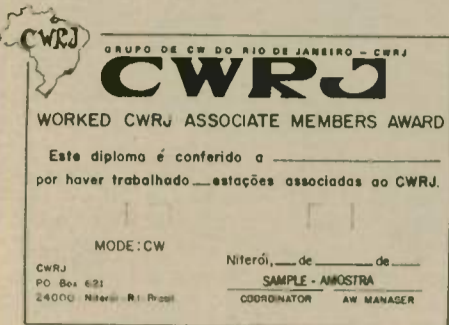 CWRJ
GRUPO DE CW DO RIO DE JANEIRO - CWRJ
CWRJ
WORKED CWRJ ASSOCIATE MEMBERS AWARD
Este diploma é conferido a
por haver trabalhado estações associadas ao CWRJ.
MODE: CW
Niterói, de de
CWRJ
PO Box 621
24000 Niterói RJ Brasil
SAMPLE - AMOSTRA
COORDINATOR AW MANAGER